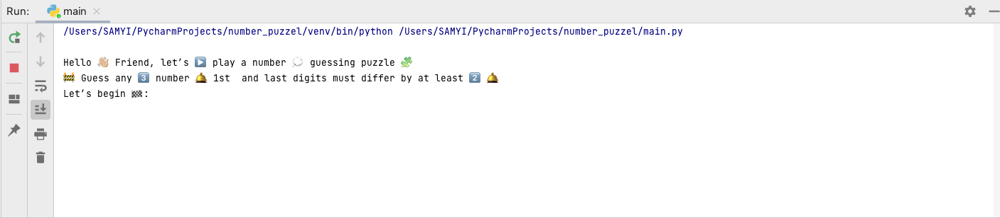 Run: main
/Users/SAMYI/PycharmProjects/number_puzzel/venv/bin/python /Users/SAMYI/PycharmProjects/number_puzzel/main.py
Hello 👋🏼 Friend, let’s ▶️ play a number 💭 guessing puzzle 🧩
🚧 Guess any 3️⃣ number 🛎️ 1st  and last digits must differ by at least 2️⃣ 🛎️
Let’s begin 🏁: